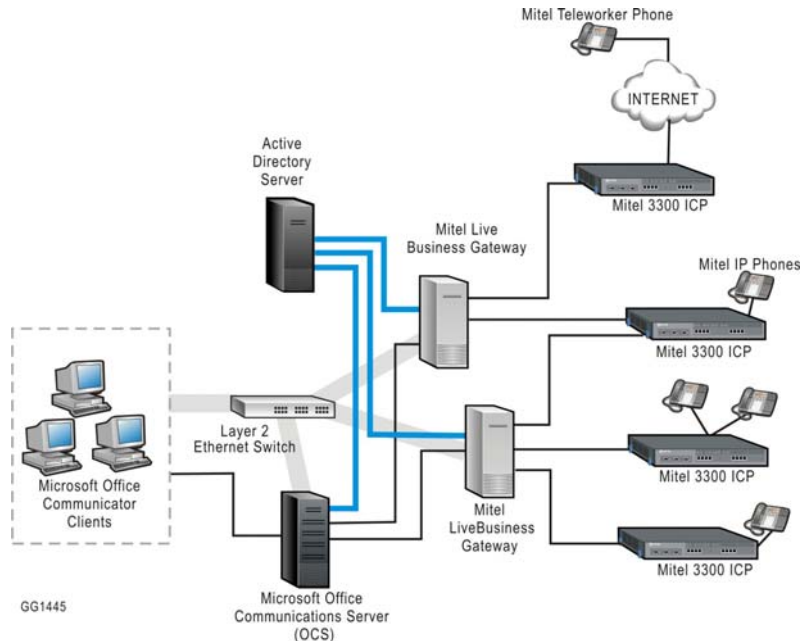 Mitel Teleworker Phone
INTERNET
Mitel 3300 ICP
Active
Directory
Server
Mitel Live
Business Gateway
Mitel IP Phones
Mitel 3300 ICP
Layer 2
Ethernet Switch
Microsoft Office
Communicator
Clients
Mitel 3300 ICP
Mitel
LiveBusiness
Gateway
Mitel 3300 ICP
Microsoft Office
Communications Server
(OCS)
GG1445